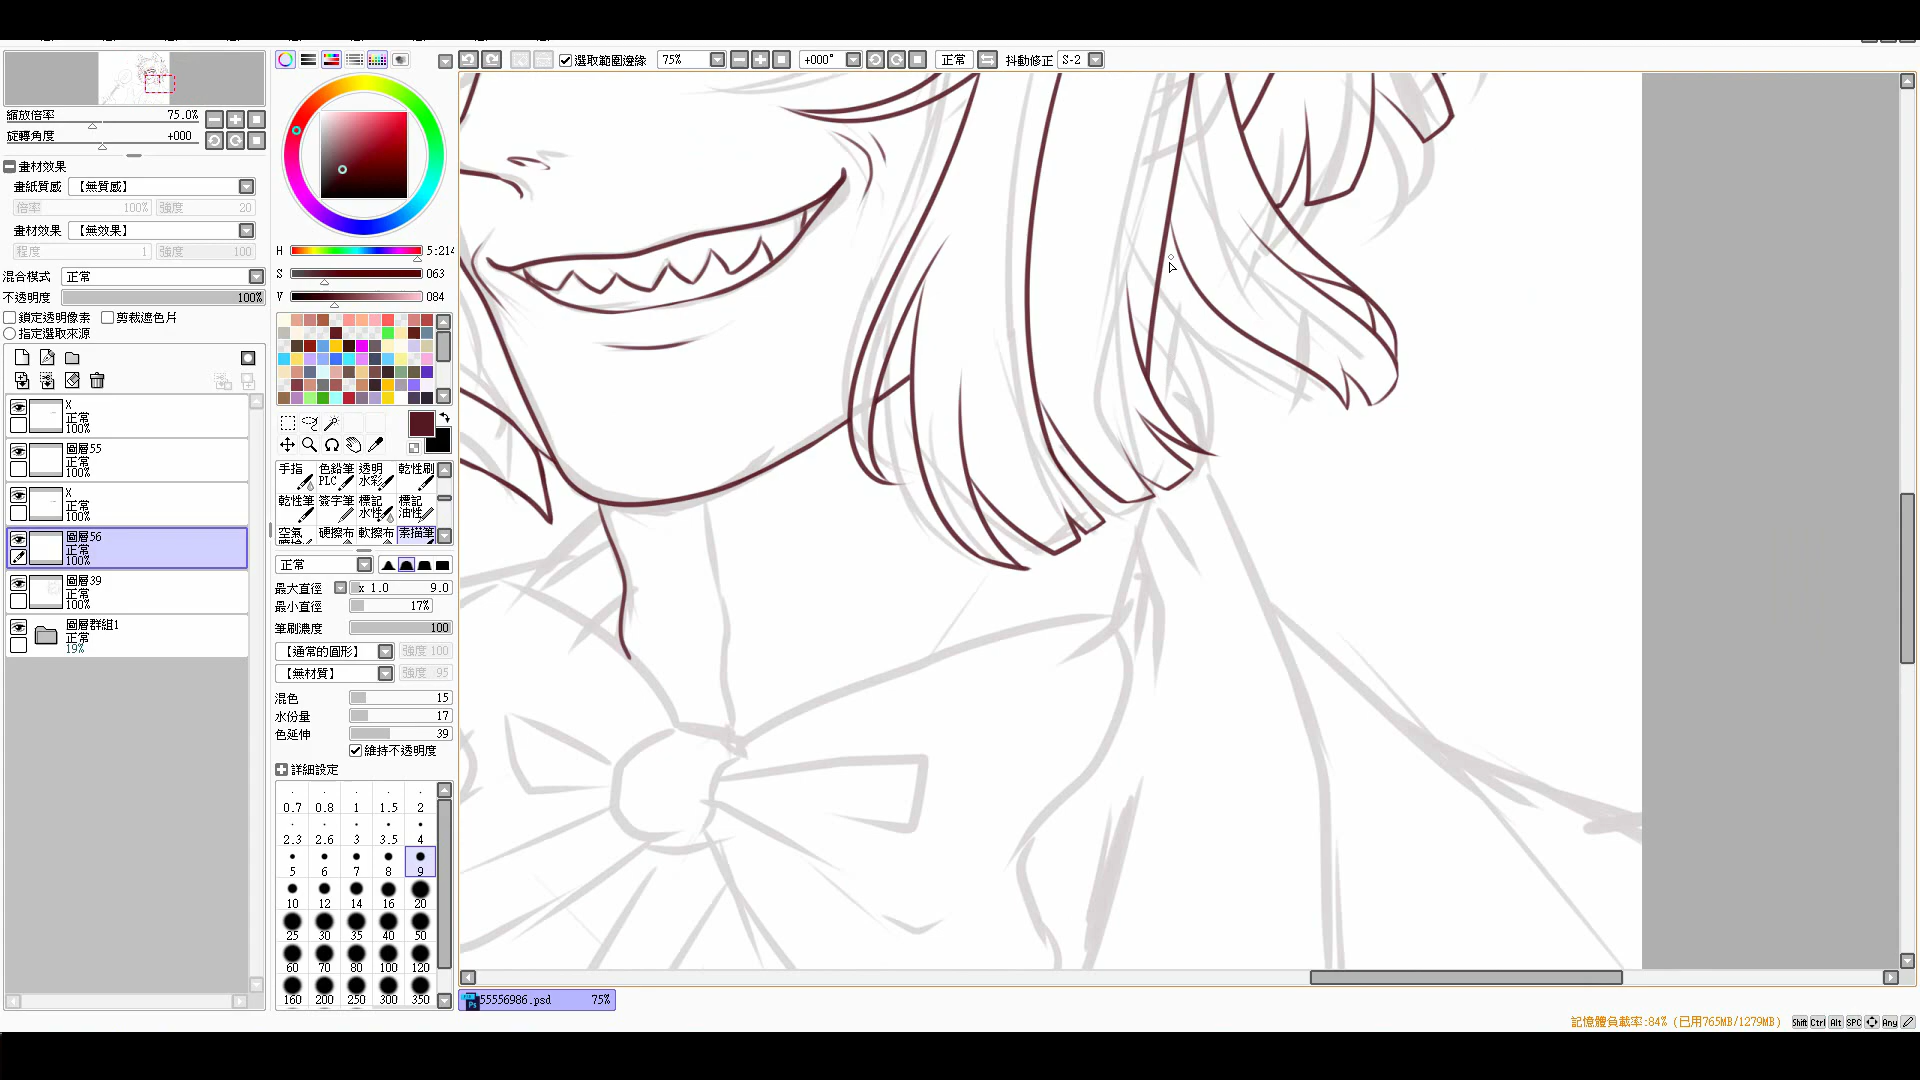 選取範圍邊緣 75% +000° 正常 抖動修正 S-2
縮放倍率 75.0%
旋轉角度 +000
畫材效果
畫紙質感 【無質感】
倍率 100% 強度 20
畫材效果 【無效果】
程度 1 強度 100
混合模式 正常
不透明度 100%
鎖定透明像素 剪裁遮色片
指定選取來源
X
正常
100%
圖層55
正常
100%
X
正常
100%
圖層56
正常
100%
圖層39
正常
100%
圖層群組1
正常
19%
H 5:214
S 063
V 084
手指 色鉛筆 透明 乾性刷
PLC 水彩
乾性筆 簽字筆 標記 標記
水性 油性
空氣 硬擦布 軟擦布 素描筆
正常
最大直徑 x 1.0 9.0
最小直徑 17%
筆刷濃度 100
【通常的圓形】 強度 100
【無材質】 強度 95
混色 15
水份量 17
色延伸 39
維持不透明度
詳細設定
0.7 0.8 1 1.5 2
2.3 2.6 3 3.5 4
5 6 7 8 9
10 12 14 16 20
25 30 35 40 50
60 70 80 100 120
160 200 250 300 350
55556986.psd 75%
記憶體負載率:84% (已用765MB/1279MB) Shift Ctrl Alt SPC Any